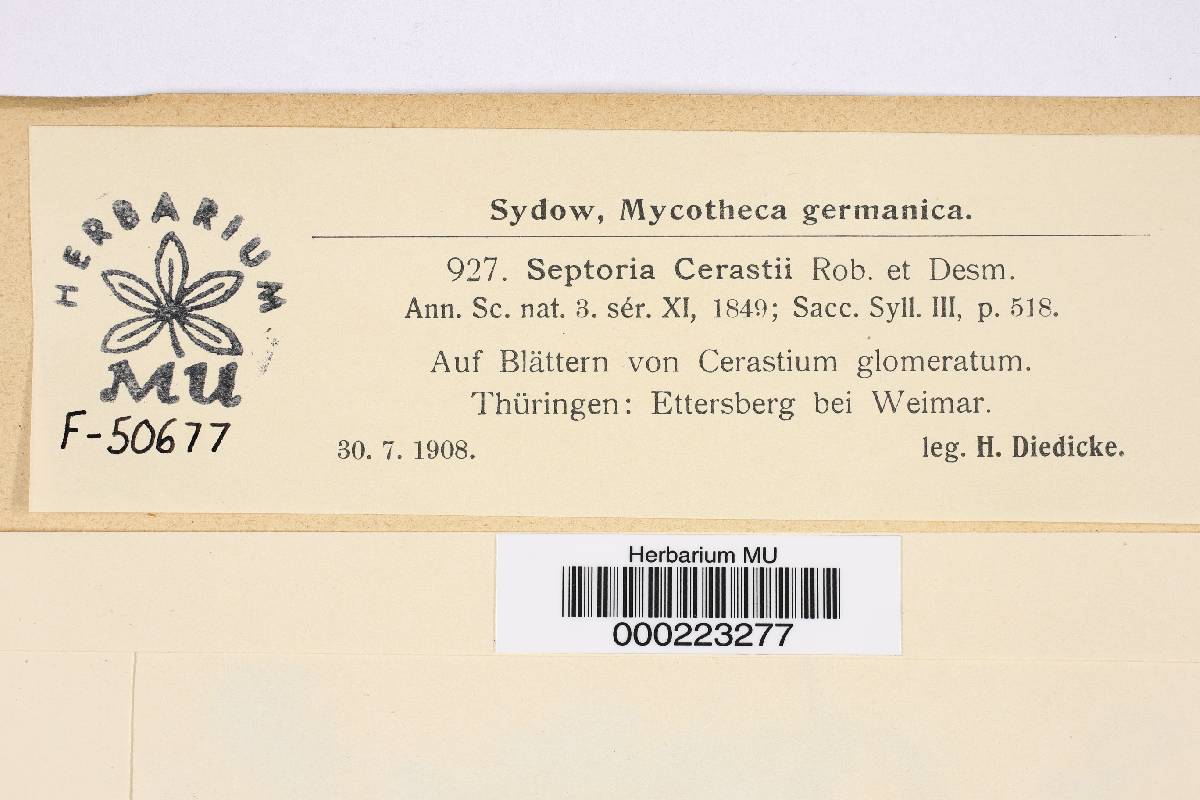 HERBARIUM
MU
F-50677
Sydow, Mycotheca germanica.
927. Septoria Cerastii Rob. et Desm.
Ann. Sc. nat. 3. sér. XI, 1849; Sacc. Syll. III, p. 518.
Auf Blättern von Cerastium glomeratum.
Thüringen: Ettersberg bei Weimar.
30. 7. 1908. leg. H. Diedicke.
Herbarium MU
000223277